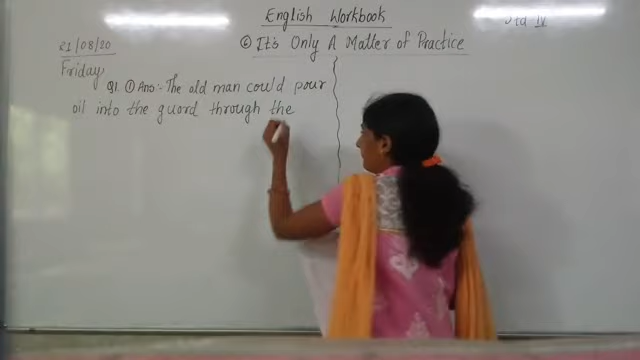 English Workbook
Std IV
6 It's Only A Matter of Practice
21/08/20
Friday
Q1. 1 Ans:- The old man could pour
oil into the guard through the